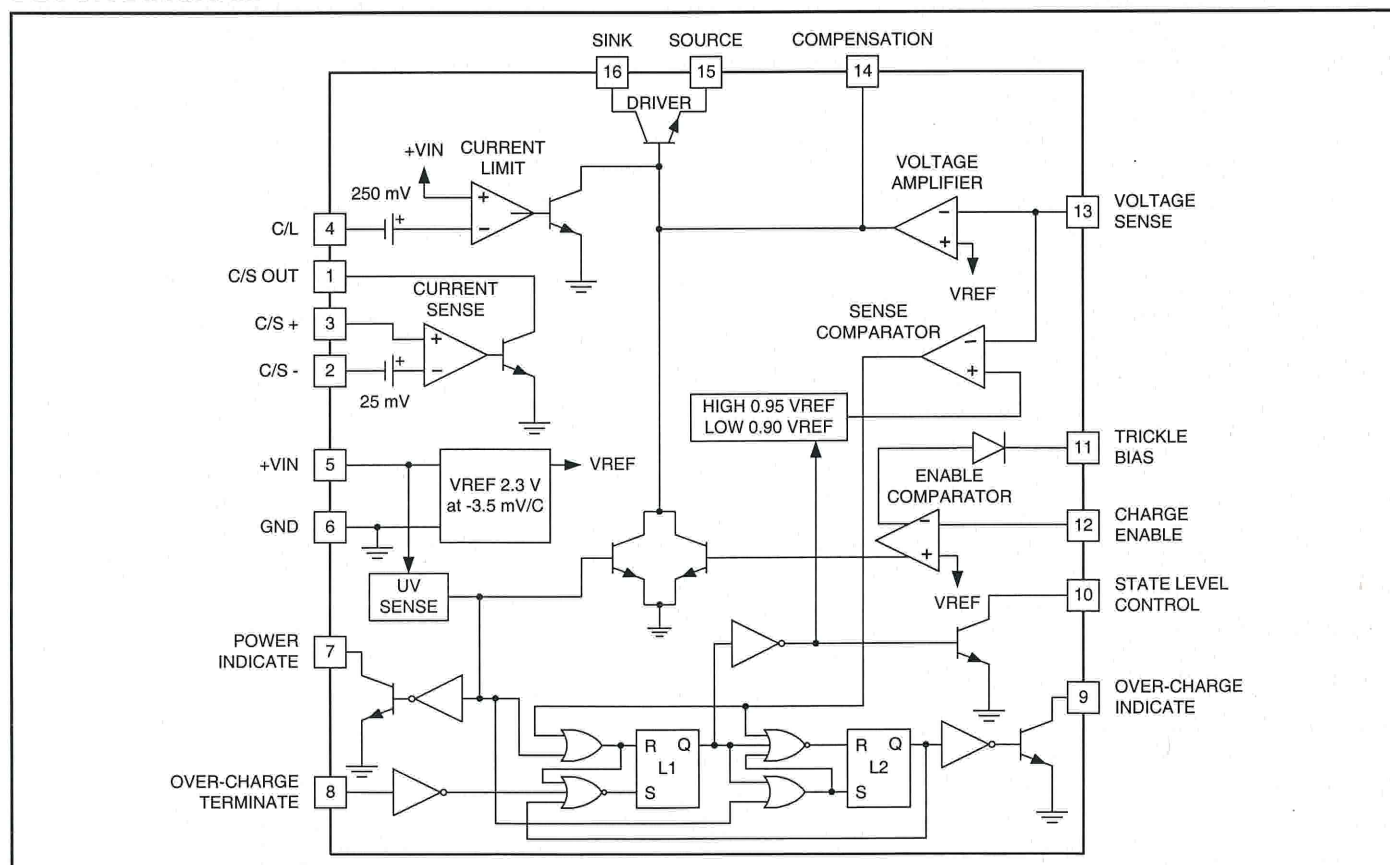 SINK
SOURCE
COMPENSATION
16
15
14
DRIVER
+VIN
CURRENT
LIMIT
250 mV
+
+
-
C/L
4
VOLTAGE
AMPLIFIER
-
+
13
VOLTAGE
SENSE
VREF
C/S OUT
1
CURRENT
SENSE
C/S +
3
+
C/S -
2
+
-
25 mV
SENSE
COMPARATOR
-
+
HIGH 0.95 VREF
LOW 0.90 VREF
11
TRICKLE
BIAS
+VIN
5
VREF 2.3 V
at -3.5 mV/C
VREF
GND
6
ENABLE
COMPARATOR
-
+
12
CHARGE
ENABLE
VREF
UV
SENSE
10
STATE LEVEL
CONTROL
POWER
INDICATE
7
9
OVER-CHARGE
INDICATE
R
Q
L1
S
R
Q
L2
S
OVER-CHARGE
TERMINATE
8